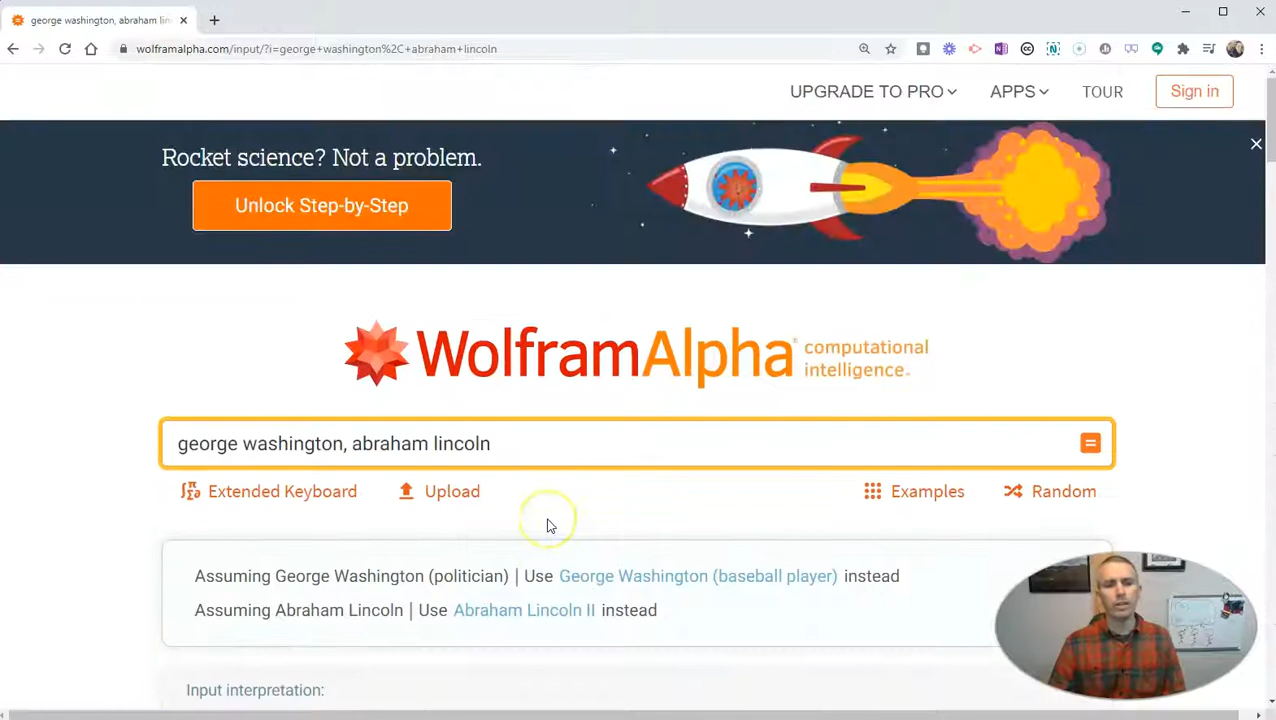 george washington, abraham lin
wolframalpha.com/input/?i=george+washington%2C+abraham+lincoln
UPGRADE TO PRO
APPS
TOUR
Sign in
Rocket science? Not a problem.
Unlock Step-by-Step
WolframAlpha computational intelligence.
george washington, abraham lincoln
Extended Keyboard
Upload
Examples
Random
Assuming George Washington (politician) | Use George Washington (baseball player) instead
Assuming Abraham Lincoln | Use Abraham Lincoln II instead
Input interpretation: